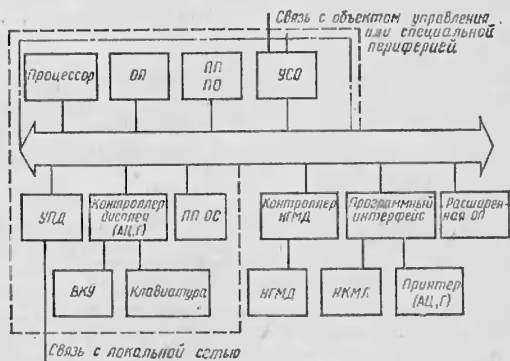 Связь с объектом управления
или специальной
периферией
Процессор
ОП
ПП
ПО
УСО
УПД
Контроллер
дисплея
(АЦ,Г)
ПП ОС
Контроллер
НГМД
Программный
интерфейс
Расширен-
ная ОП
ВКУ
Клавиатура
НГМД
НКМЛ
Принтер
(АЦ,Г)
Связь с локальной сетью